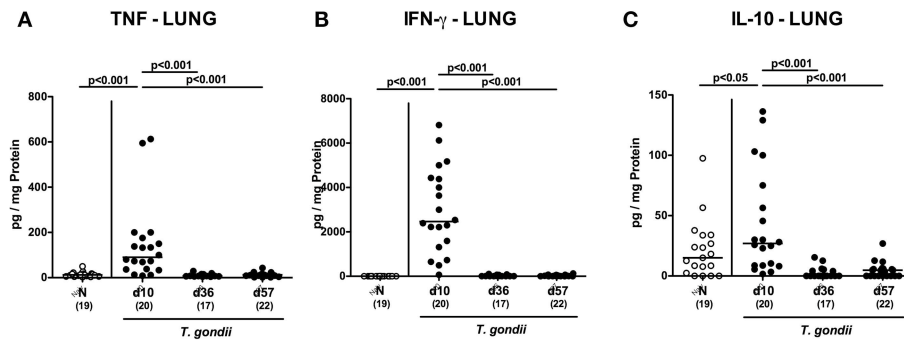 A TNF - LUNG
p<0.001
p<0.001
p<0.001
pg / mg Protein
800
600
400
200
0
N d10 d36 d57
(19) (20) (17) (22)
T. gondii
B IFN-γ - LUNG
p<0.001
p<0.001
p<0.001
pg / mg Protein
8000
6000
4000
2000
0
N d10 d36 d57
(19) (20) (17) (22)
T. gondii
C IL-10 - LUNG
p<0.001
p<0.05
p<0.001
pg / mg Protein
150
100
50
0
N d10 d36 d57
(19) (20) (17) (22)
T. gondii